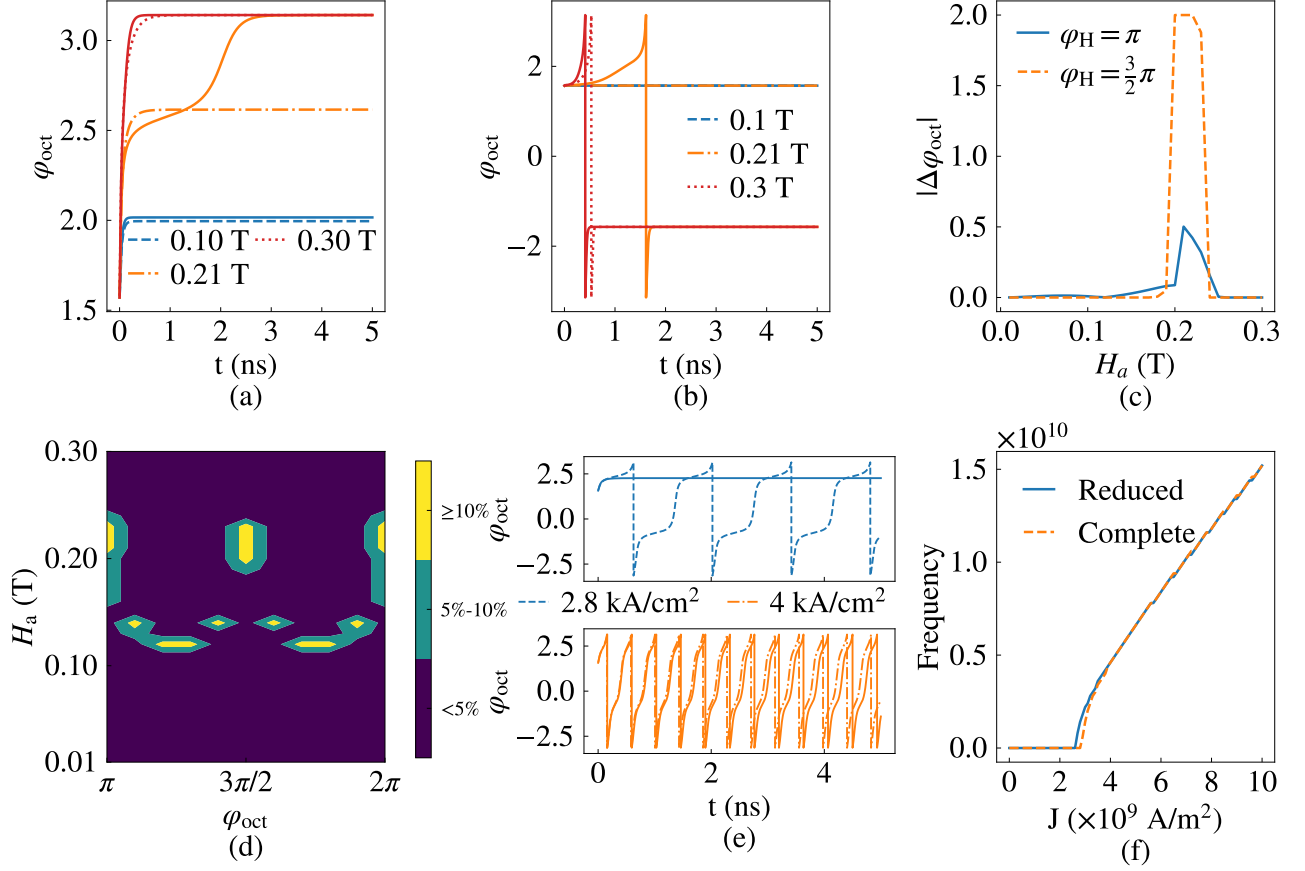 3.0
2.5
2.0
1.5
φoct
0.10 T
0.30 T
0.21 T
0 1 2 3 4 5
t (ns)
(a)
2
0
−2
φoct
0.1 T
0.21 T
0.3 T
0 1 2 3 4 5
t (ns)
(b)
2.0
1.5
1.0
0.5
0.0
|Δφoct|
φH = π
φH = 3/2 π
0.0 0.1 0.2 0.3
Ha (T)
(c)
0.30
0.20
0.10
0.01
Ha (T)
π 3π/2 2π
φoct
(d)
≥10%
5%-10%
<5%
2.5
0.0
−2.5
φoct
2.8 kA/cm²
4 kA/cm²
2.5
0.0
−2.5
φoct
0 2 4
t (ns)
(e)
×10¹⁰
1.5
1.0
0.5
0.0
Frequency
Reduced
Complete
0 2 4 6 8 10
J (×10⁹ A/m²)
(f)